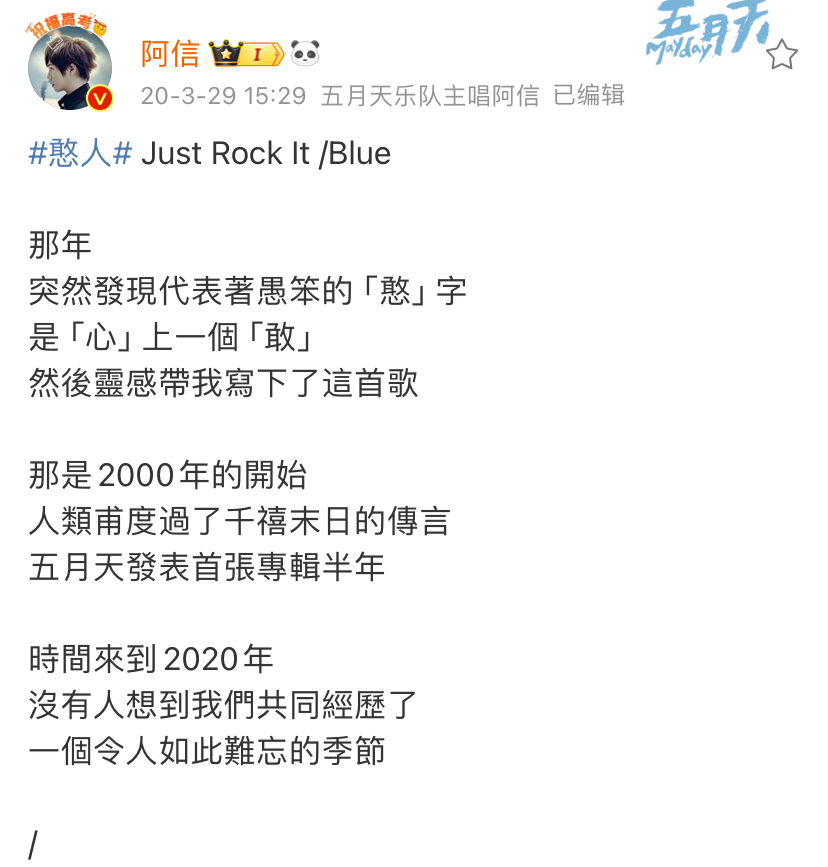 祝福高考
阿信 I
五月天
Mayday
20-3-29 15:29 五月天乐队主唱阿信 已编辑
#憨人# Just Rock It /Blue
那年
突然發現代表著愚笨的「憨」字
是「心」上一個「敢」
然後靈感帶我寫下了這首歌
那是2000年的開始
人類甫度過了千禧末日的傳言
五月天發表首張專輯半年
時間來到2020年
沒有人想到我們共同經歷了
一個令人如此難忘的季節
/